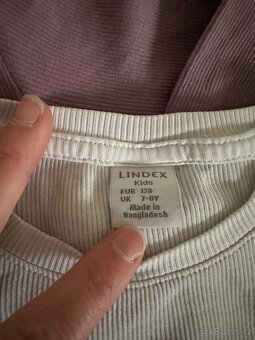 LINDEX
Kids
EUR 128
UK 7-8Y
Made in
Bangladesh